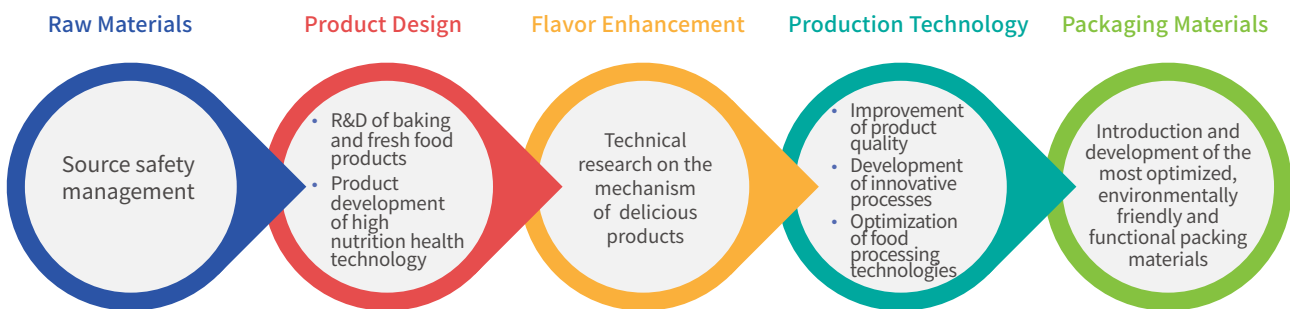 Raw Materials
Product Design
Flavor Enhancement
Production Technology
Packaging Materials
Source safety
management
• R&D of baking
and fresh food
products
• Product
development
of high
nutrition health
technology
Technical
research on the
mechanism
of delicious
products
• Improvement
of product
quality
• Development
of innovative
processes
• Optimization
of food
processing
technologies
Introduction and
development of the
most optimized,
environmentally
friendly and
functional packing
materials